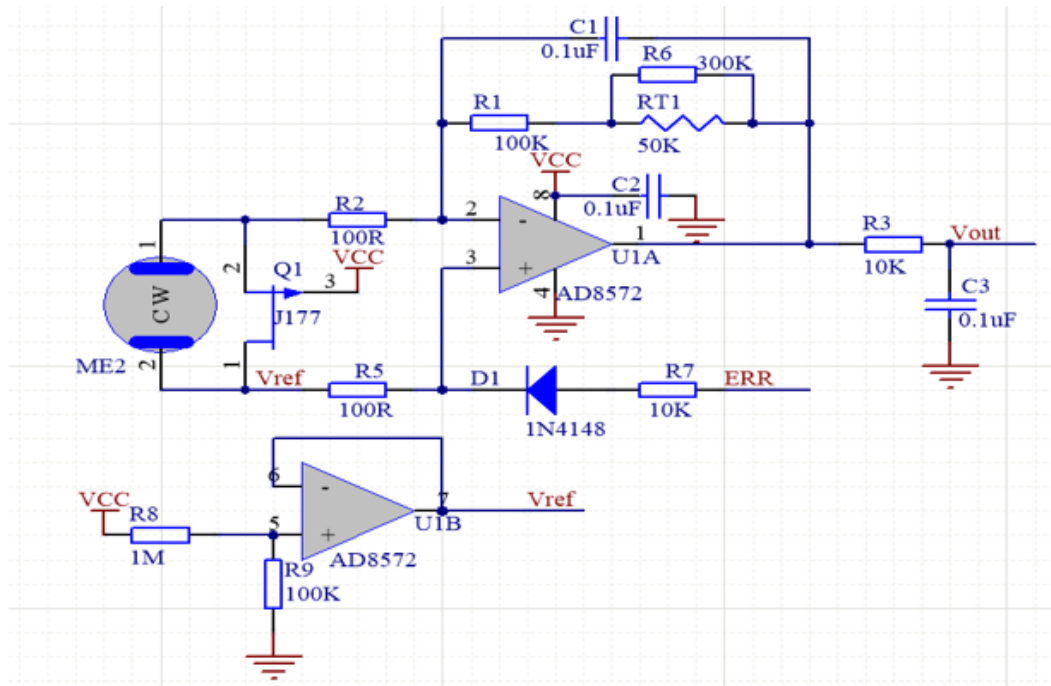 C1
0.1uF
R6
300K
R1
RT1
100K
50K
VCC
8
C2
0.1uF
R2
100R
2
1
R3
Vout
1
VCC
2
Q1
3
3
U1A
10K
CW
J177
4
AD8572
C3
0.1uF
ME2
2
1
Vref
R5
D1
R7
ERR
100R
10K
1N4148
6
VCC
7
Vref
R8
5
U1B
1M
AD8572
R9
100K